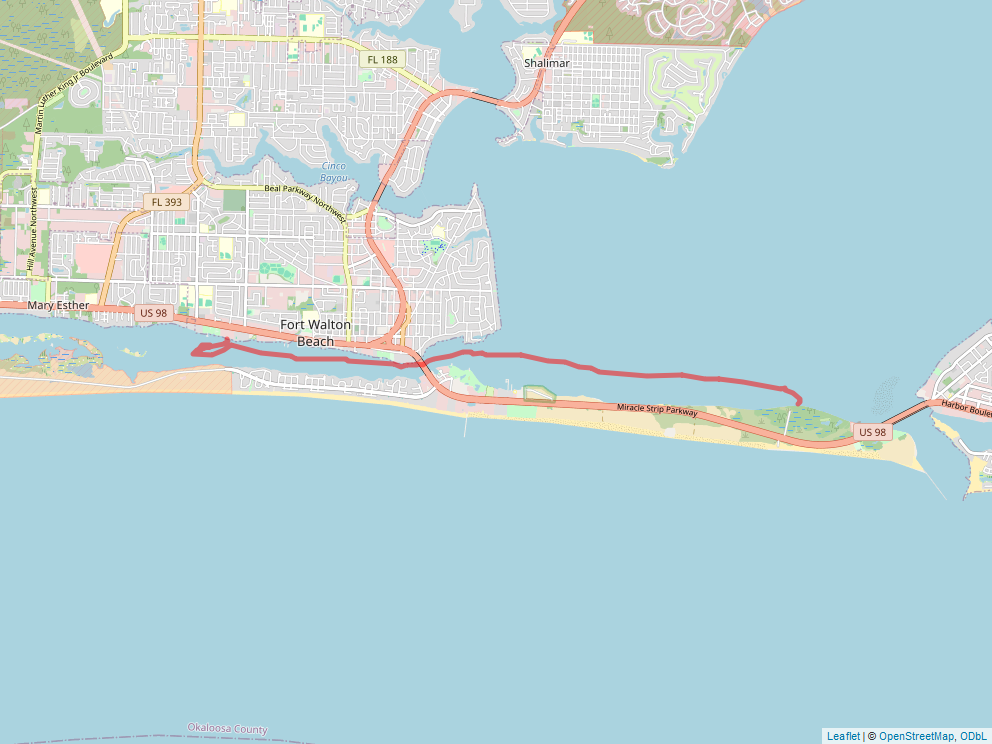 Shalimar
FL 188
Martin Luther King Jr Boulevard
Cinco
Bayou
Beal Parkway Northwest
Hill Avenue Northwest
FL 393
Mary Esther
US 98
Fort Walton
Beach
Miracle Strip Parkway
US 98
Harbor Boule
Okaloosa County
Leaflet | © OpenStreetMap, ODbL